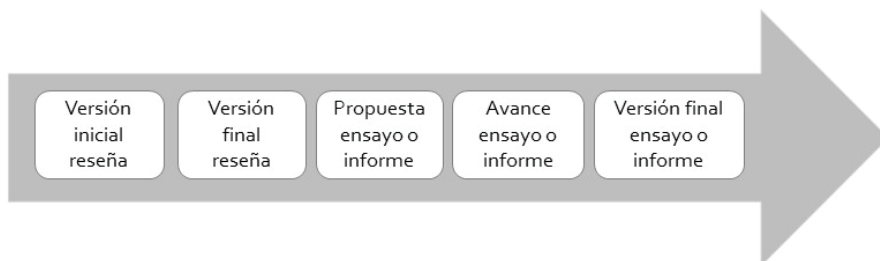 Versión
inicial
reseña
Versión
final
reseña
Propuesta
ensayo o
informe
Avance
ensayo o
informe
Versión final
ensayo o
informe